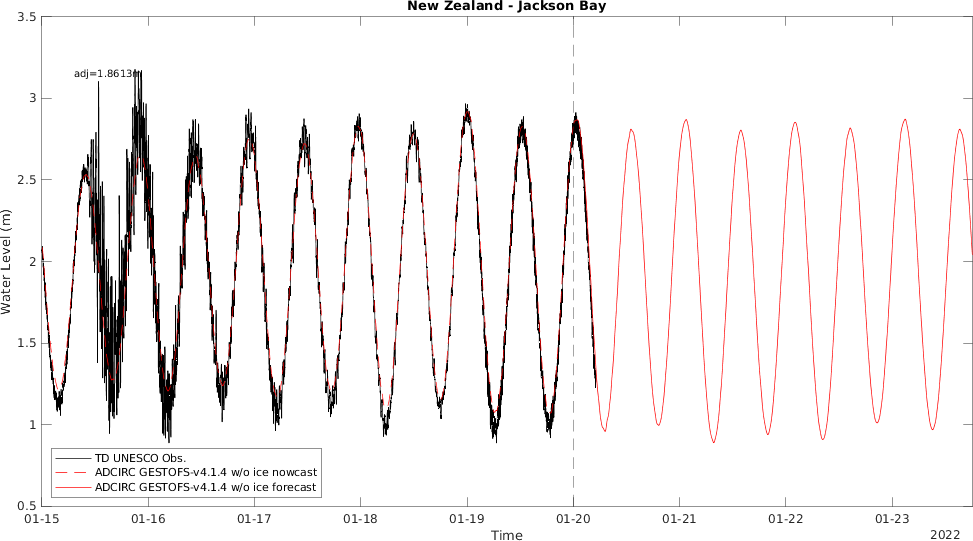 New Zealand - Jackson Bay
3.5
3
2.5
2
1.5
1
0.5
Water Level (m)
adj=1.8613m
TD UNESCO Obs.
ADCIRC GESTOFS-v4.1.4 w/o ice nowcast
ADCIRC GESTOFS-v4.1.4 w/o ice forecast
01-15 01-16 01-17 01-18 01-19 01-20 01-21 01-22 01-23
Time
2022